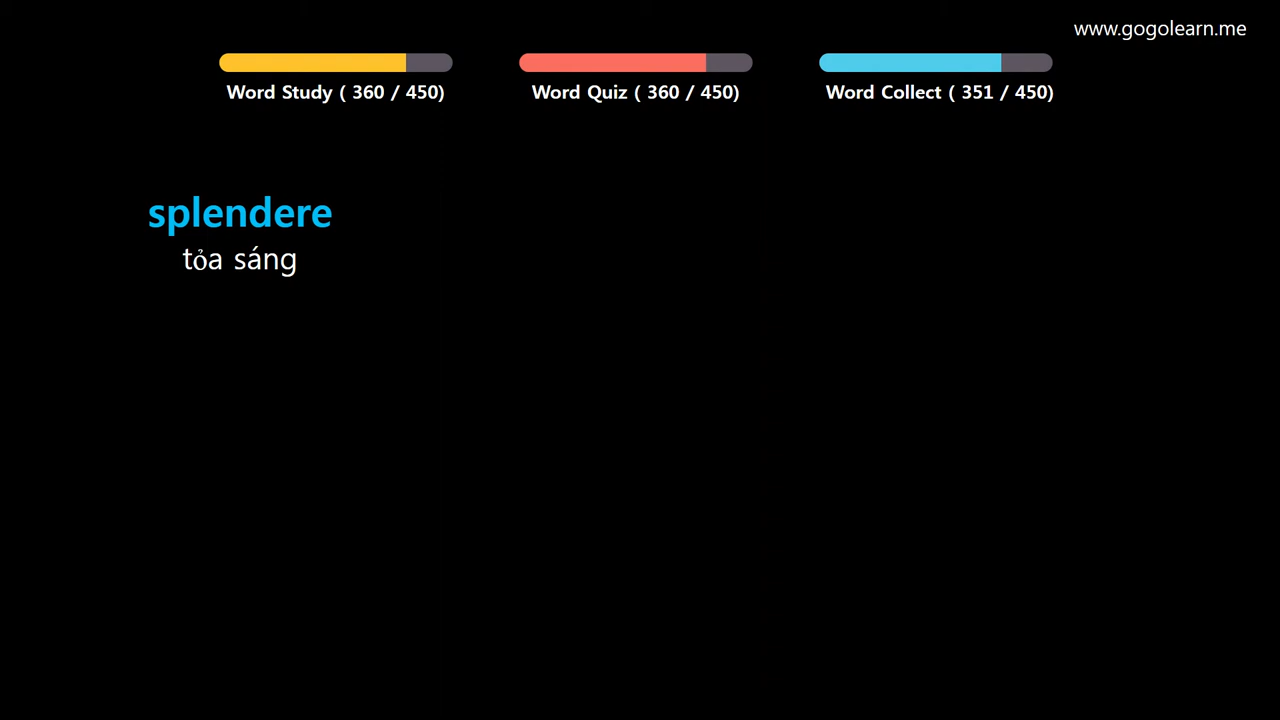 www.gogolearn.me
Word Study ( 360 / 450)
Word Quiz ( 360 / 450)
Word Collect ( 351 / 450)
splendere
tỏa sáng